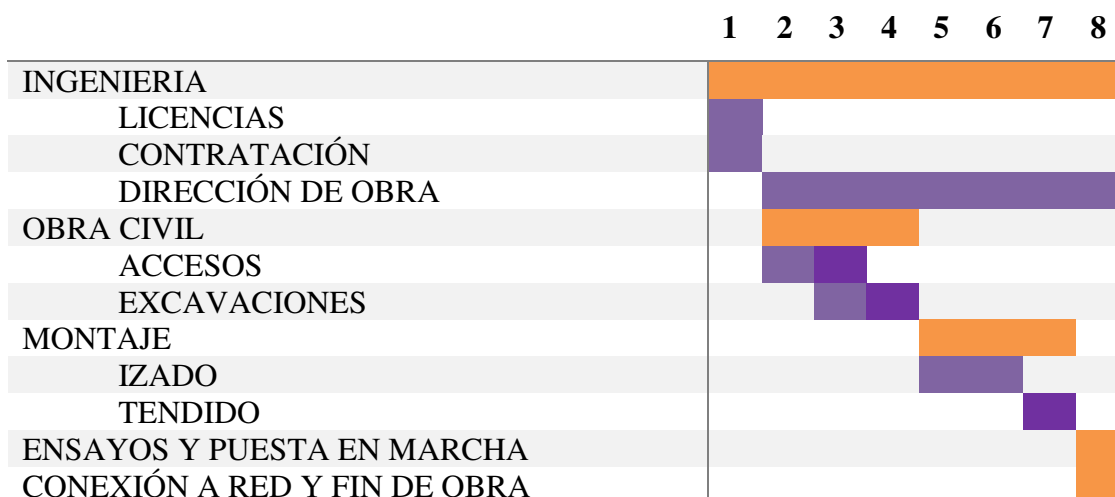 1 2 3 4 5 6 7 8
INGENIERIA
LICENCIAS
CONTRATACIÓN
DIRECCIÓN DE OBRA
OBRA CIVIL
ACCESOS
EXCAVACIONES
MONTAJE
IZADO
TENDIDO
ENSAYOS Y PUESTA EN MARCHA
CONEXIÓN A RED Y FIN DE OBRA